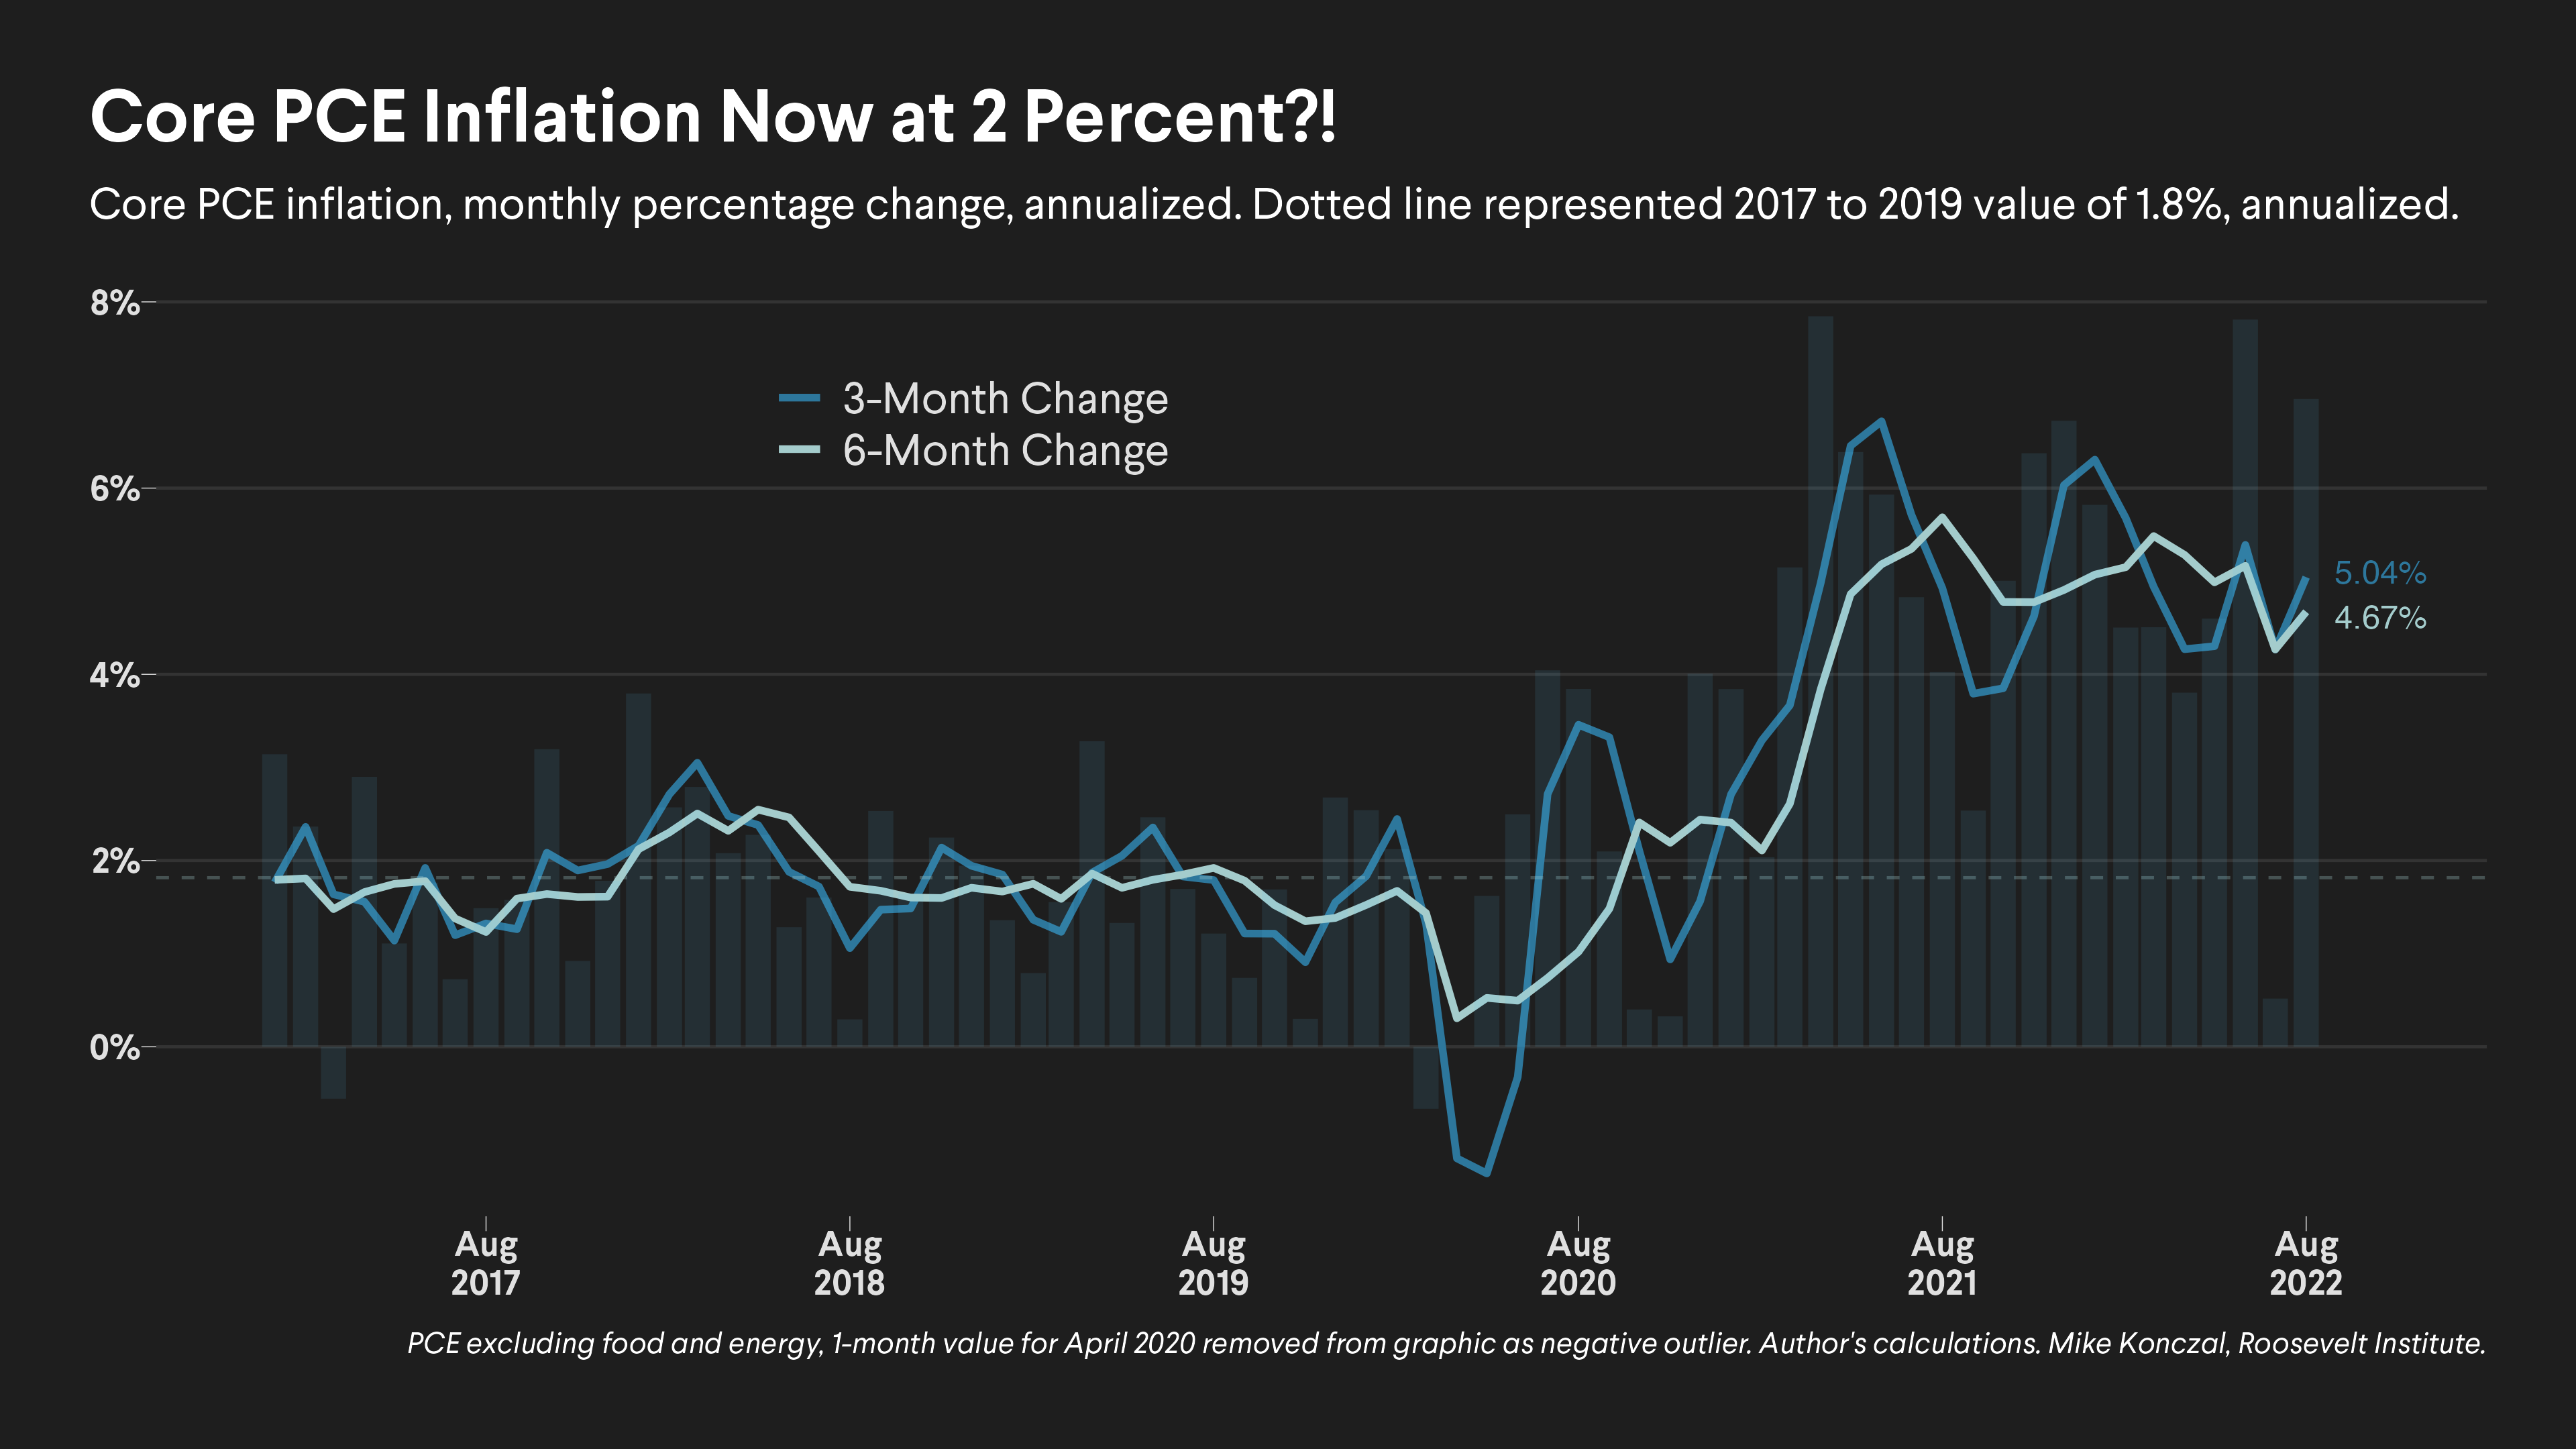 Core PCE Inflation Now at 2 Percent?!
Core PCE inflation, monthly percentage change, annualized. Dotted line represented 2017 to 2019 value of 1.8%, annualized.
8%
3-Month Change
6-Month Change
6%
5.04%
4.67%
4%
2%
0%
Aug
2017
Aug
2018
Aug
2019
Aug
2020
Aug
2021
Aug
2022
PCE excluding food and energy, 1-month value for April 2020 removed from graphic as negative outlier. Author's calculations. Mike Konczal, Roosevelt Institute.